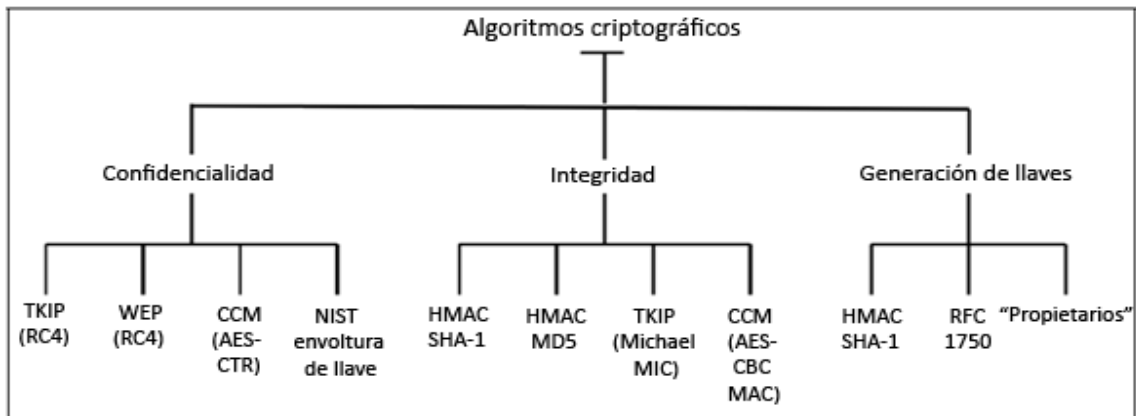 Algoritmos criptográficos
Confidencialidad
Integridad
Generación de llaves
TKIP
(RC4)
WEP
(RC4)
CCM
(AES-
CTR)
NIST
envoltura
de llave
HMAC
SHA-1
HMAC
MD5
TKIP
(Michael
MIC)
CCM
(AES-
CBC
MAC)
HMAC
SHA-1
RFC
1750
“Propietarios”